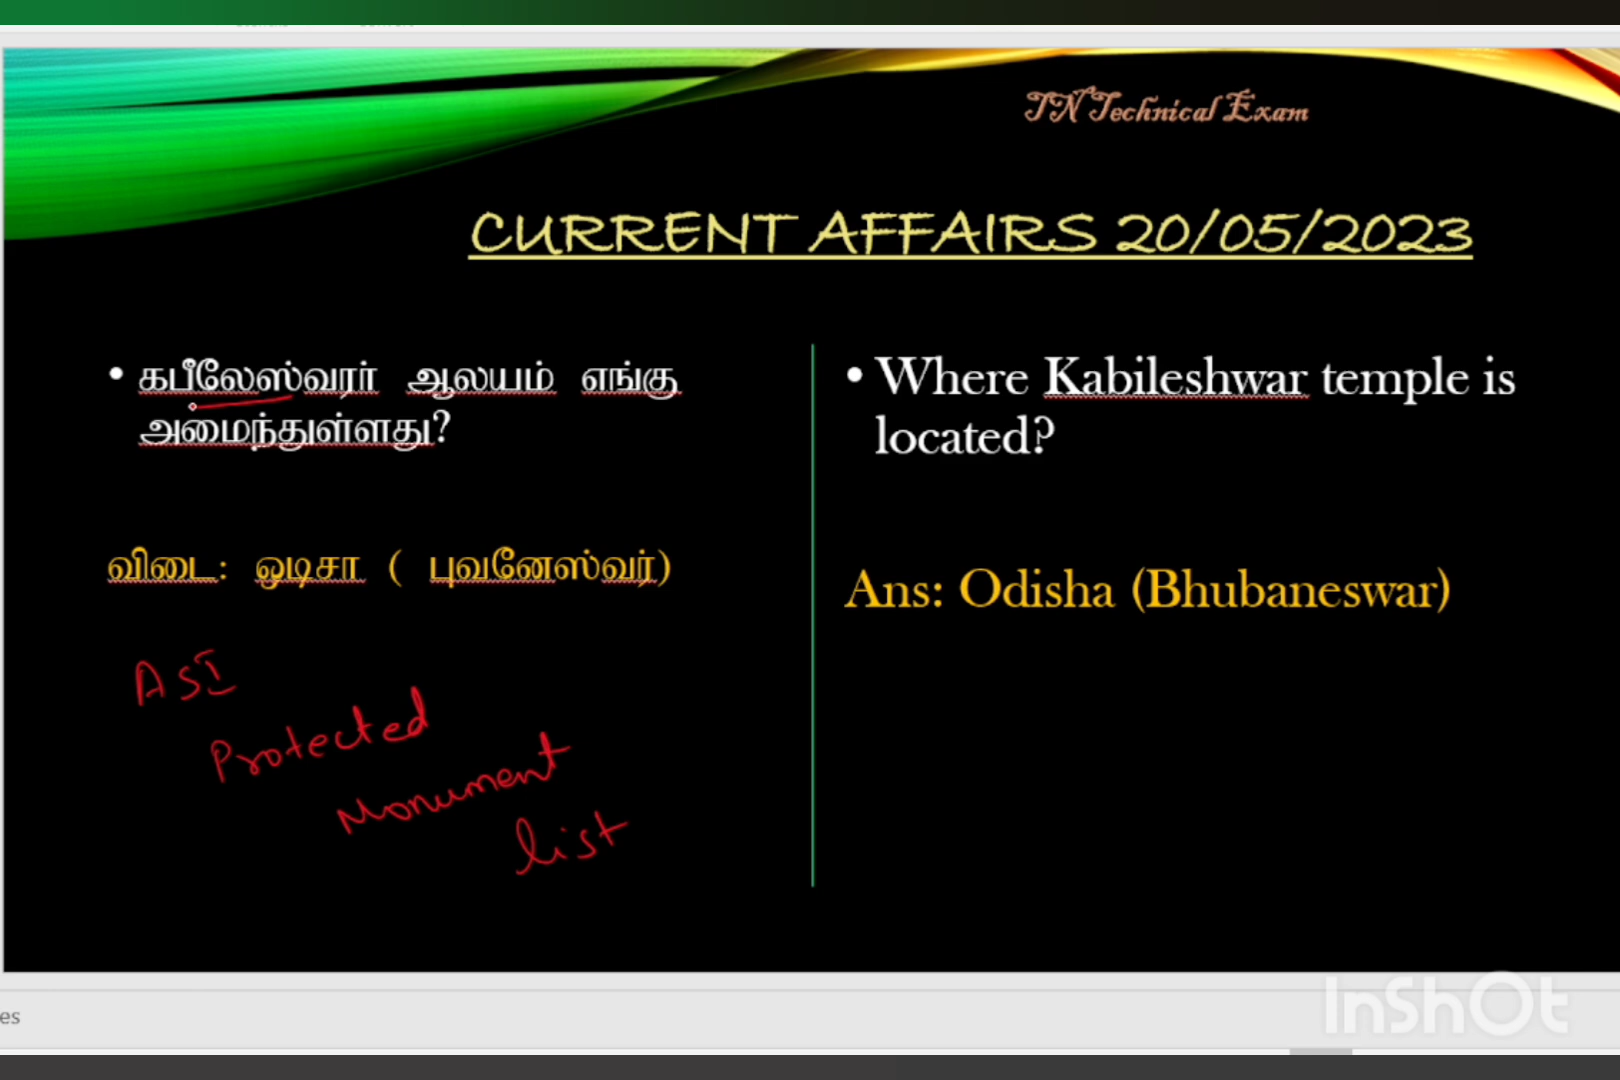 TN Technical Exam
CURRENT AFFAIRS 20/05/2023
• கபீலேஸ்வரர் ஆலயம் எங்கு
அமைந்துள்ளது?
விடை: ஒடிசா ( புவனேஸ்வர்)
ASI
Protected
Monument
list
• Where Kabileshwar temple is
located?
Ans: Odisha (Bhubaneswar)
es
InShOt